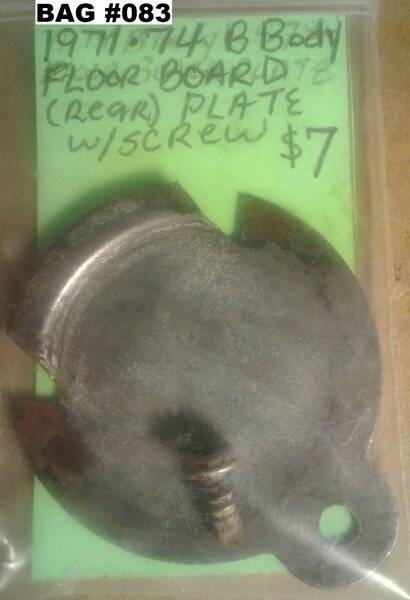 BAG #083
1971-74 B Body
FLOOR BOARD
(Rear) PLATE
w/screw $7